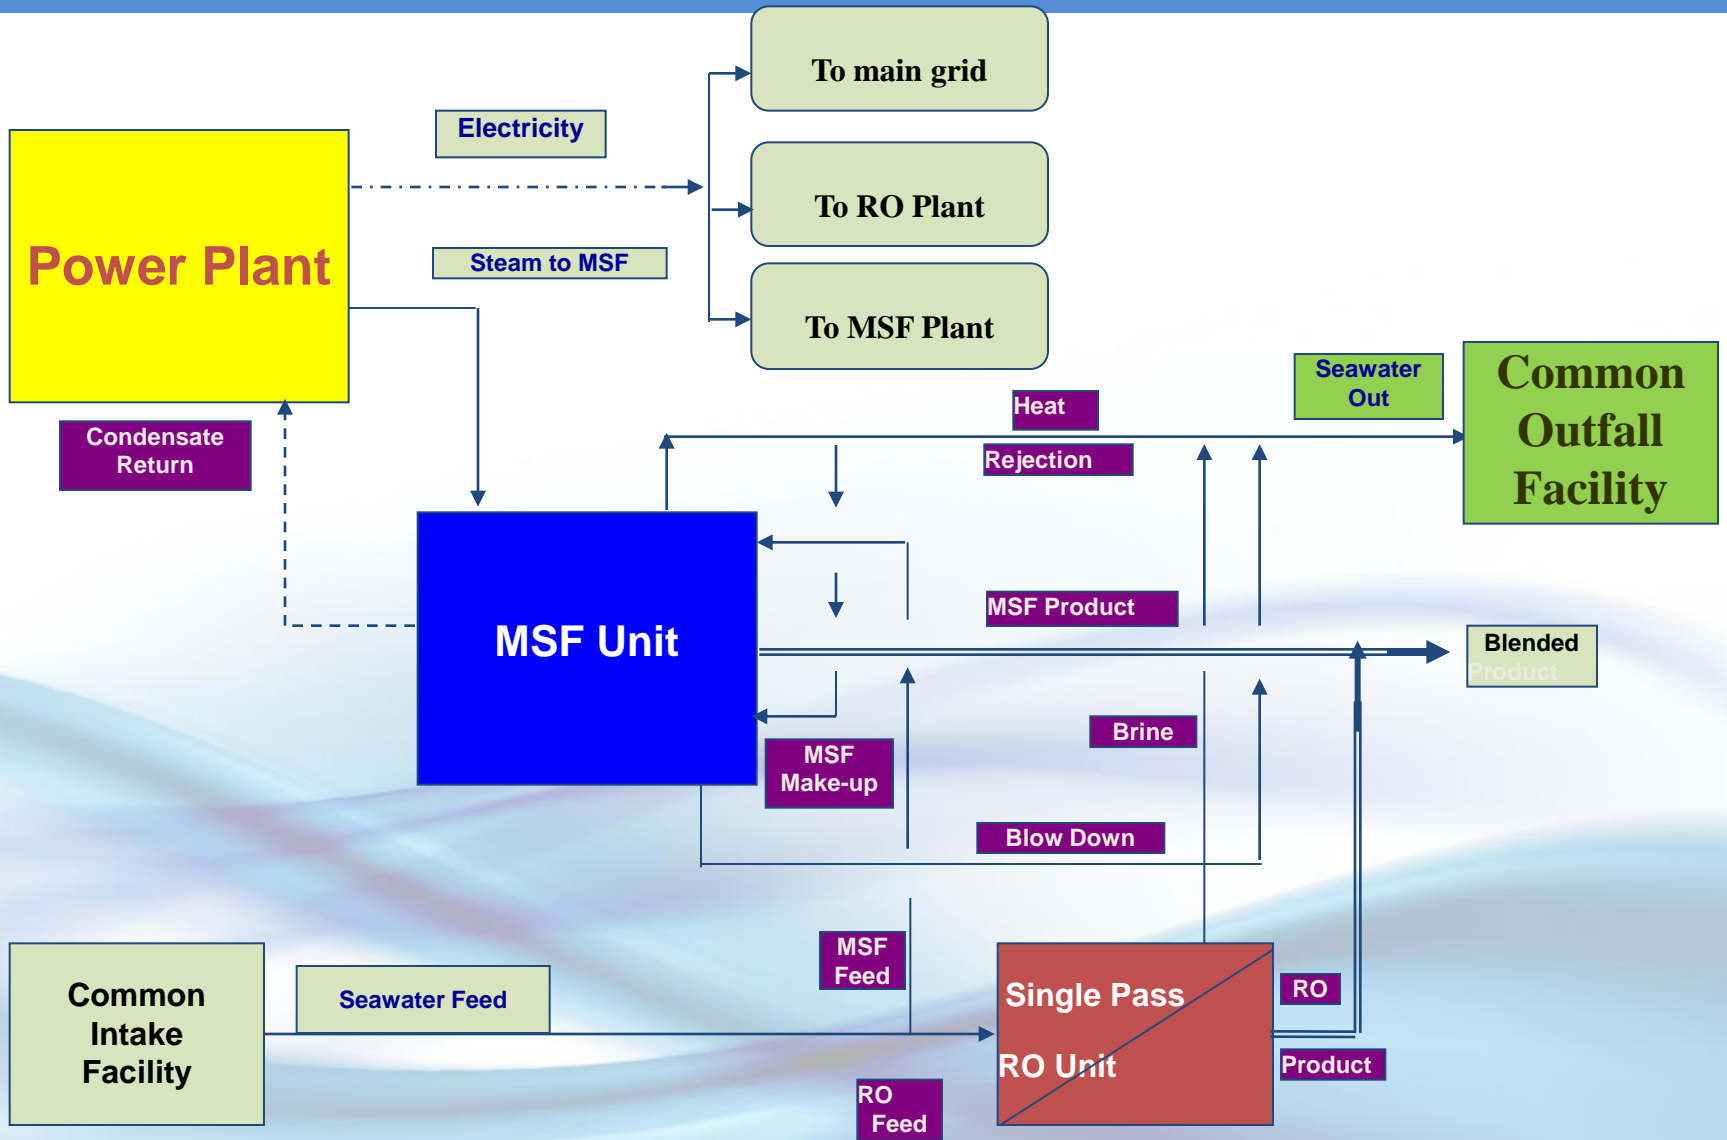 To main grid
Electricity
To RO Plant
Power Plant
Steam to MSF
To MSF Plant
Seawater
Out
Common
Outfall
Facility
Heat
Rejection
Condensate
Return
MSF Unit
MSF Product
Blended
Product
Brine
MSF
Make-up
Blow Down
MSF
Feed
Common
Intake
Facility
Seawater Feed
Single Pass
RO Unit
RO
Product
RO
Feed